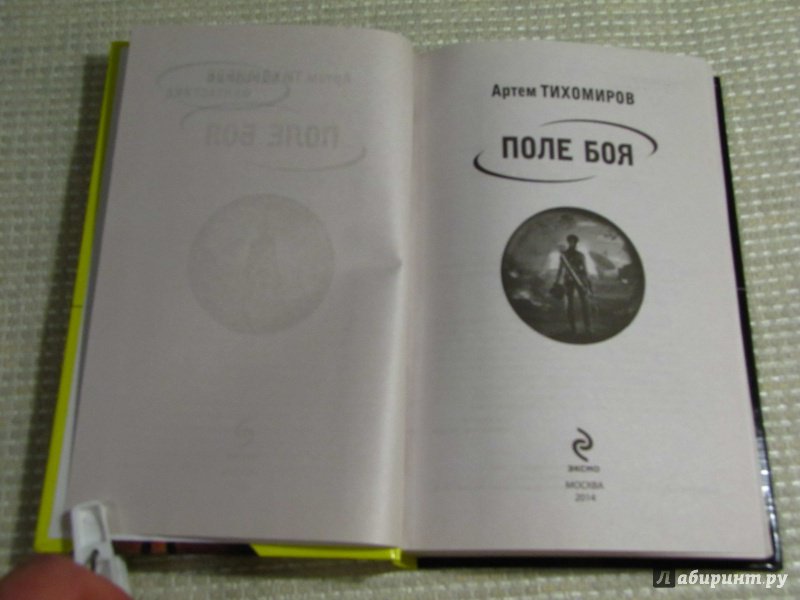 Артем ТИХОМИРОВ
ПОЛЕ БОЯ
ЭКСМО
МОСКВА
2014
Лабиринт.ру